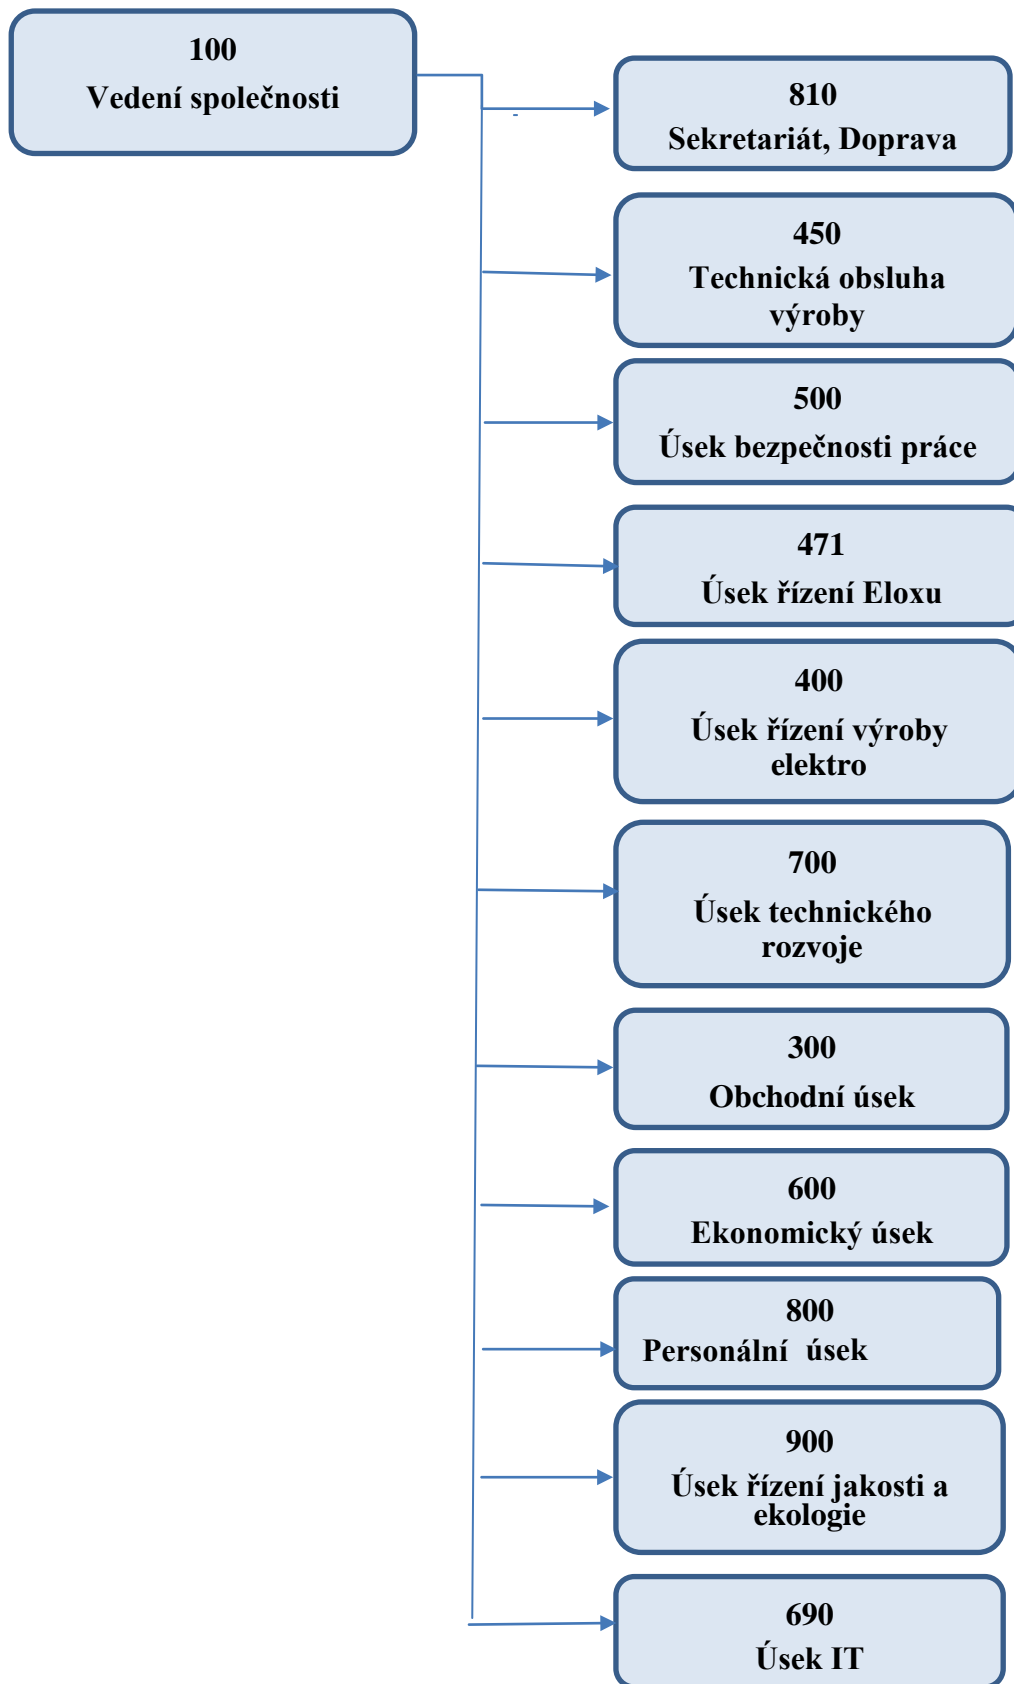 100
Vedení společnosti
810
Sekretariát, Doprava
450
Technická obsluha
výroby
500
Úsek bezpečnosti práce
471
Úsek řízení Eloxu
400
Úsek řízení výroby
elektro
700
Úsek technického
rozvoje
300
Obchodní úsek
600
Ekonomický úsek
800
Personální úsek
900
Úsek řízení jakosti a
ekologie
690
Úsek IT